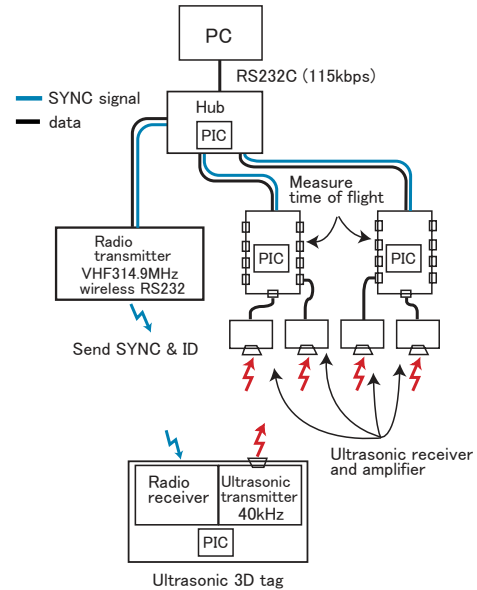 PC
RS232C (115kbps)
SYNC signal
data
Hub
PIC
Measure
time of flight
Radio
transmitter
VHF314.9MHz
wireless RS232
PIC
PIC
Send SYNC & ID
Ultrasonic receiver
and amplifier
Radio
receiver
Ultrasonic
transmitter
40kHz
PIC
Ultrasonic 3D tag